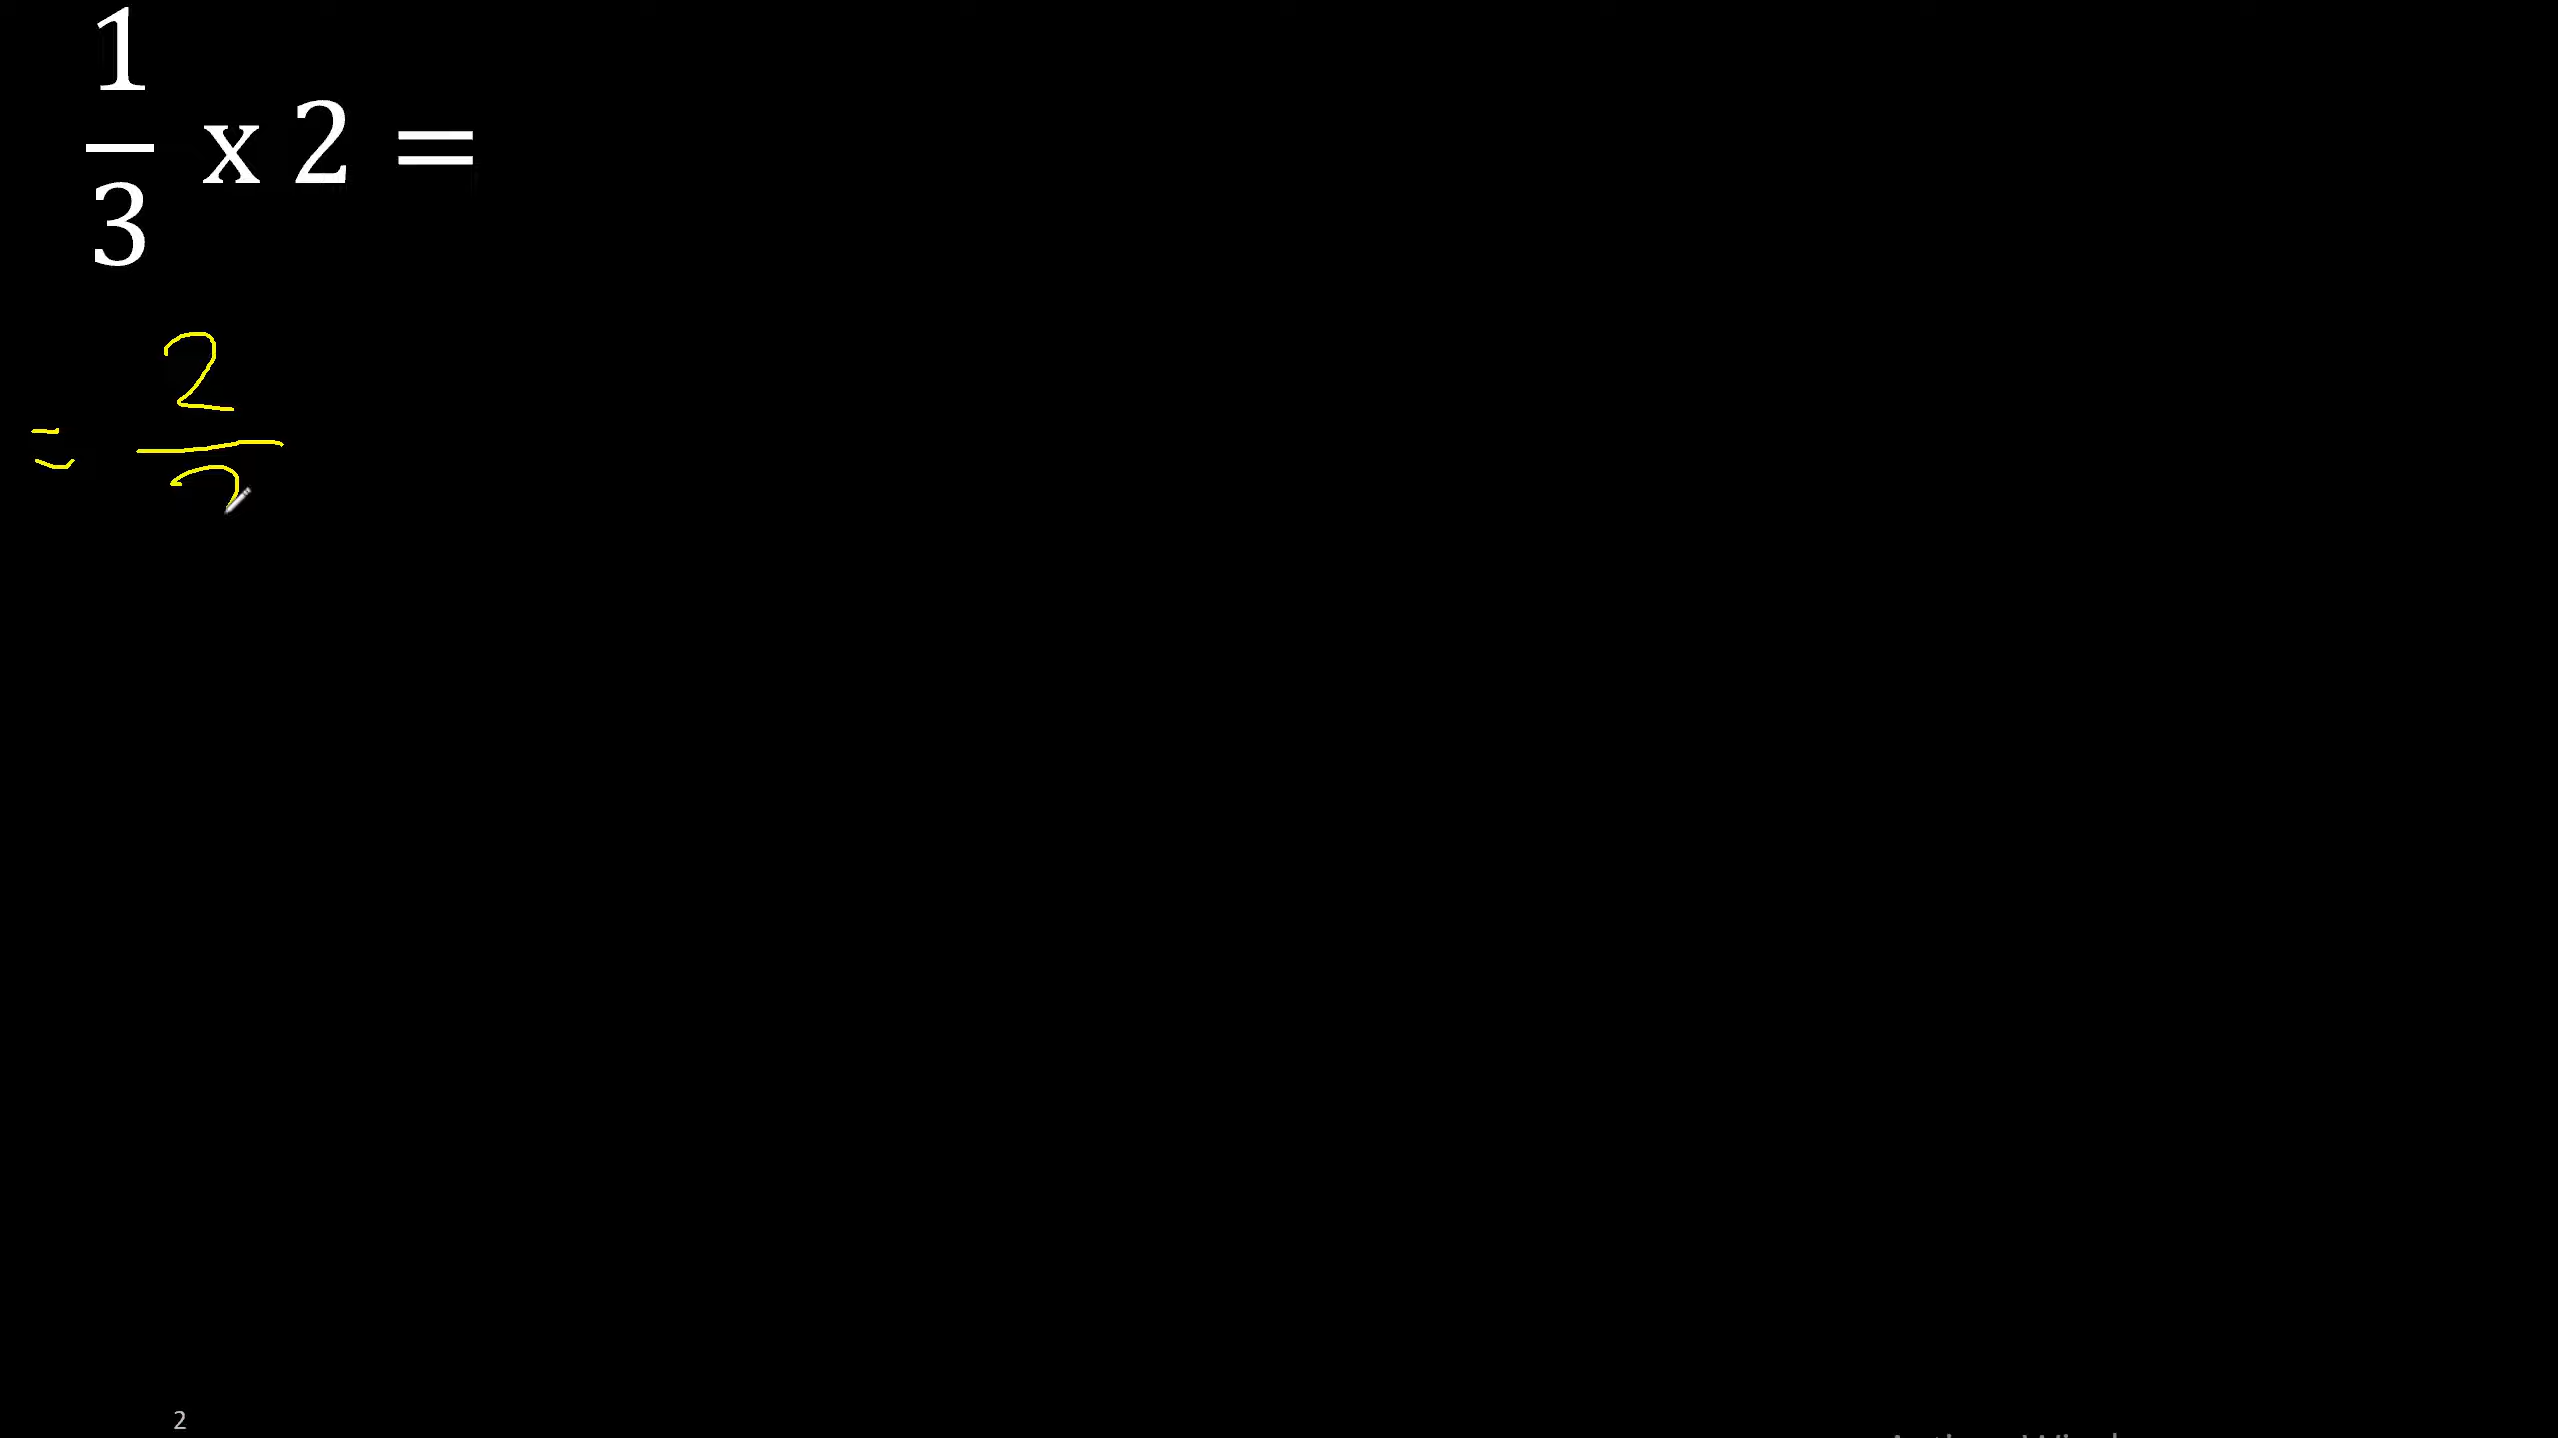 1/3 x 2 =
= 2/
2